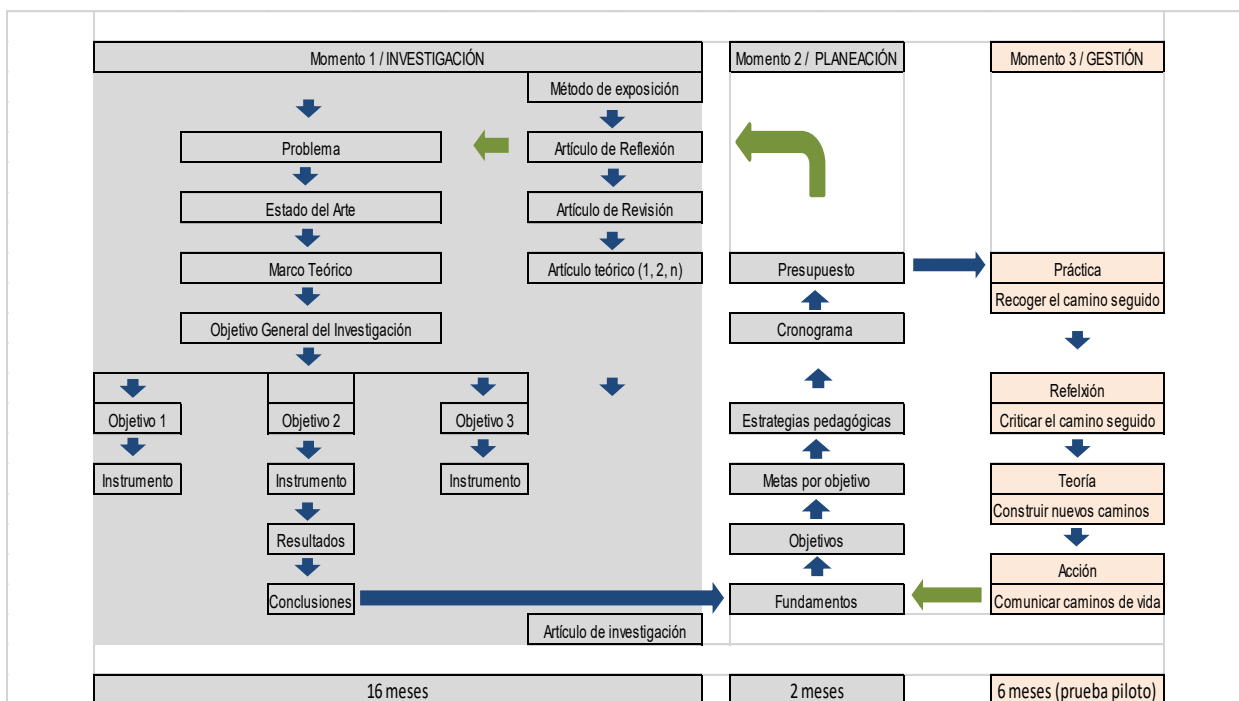 Momento 1 / INVESTIGACIÓN
Momento 2 / PLANEACIÓN
Momento 3 / GESTIÓN
Método de exposición
Problema
Artículo de Reflexión
Estado del Arte
Artículo de Revisión
Marco Teórico
Artículo teórico (1, 2, n)
Presupuesto
Práctica
Recoger el camino seguido
Objetivo General del Investigación
Cronograma
Refelxión
Objetivo 1
Objetivo 2
Objetivo 3
Estrategias pedagógicas
Criticar el camino seguido
Instrumento
Instrumento
Instrumento
Metas por objetivo
Teoría
Construir nuevos caminos
Resultados
Objetivos
Acción
Conclusiones
Fundamentos
Comunicar caminos de vida
Artículo de investigación
16 meses
2 meses
6 meses (prueba piloto)